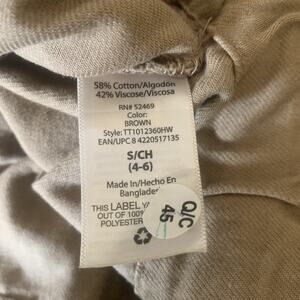 58% Cotton/Algodón
42% Viscose/Viscosa
RN# 52469
Color:
BROWN
Style: TT1012360HW
EAN/UPC 8 4220517135
S/CH
(4-6)
Made in/Hecho En
Bangladesh
THIS LABEL
OUT OF 100%
POLYESTER
Q/C
45